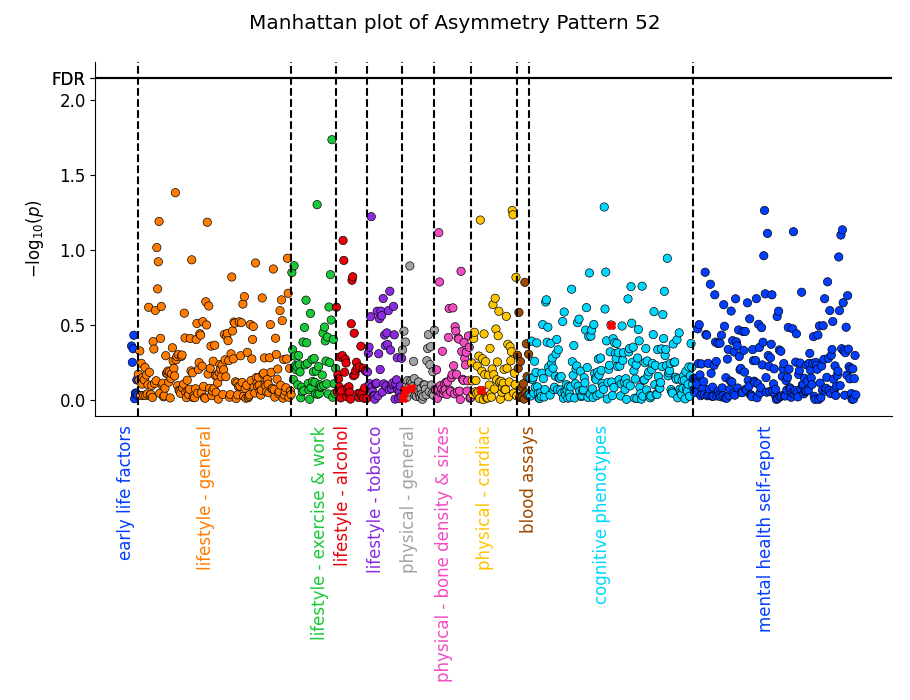 Manhattan plot of Asymmetry Pattern 52
−log10(p)
FDR
2.0
1.5
1.0
0.5
0.0
early life factors
lifestyle - general
lifestyle - exercise & work
lifestyle - alcohol
lifestyle - tobacco
physical - general
physical - bone density & sizes
physical - cardiac
blood assays
cognitive phenotypes
mental health self-report